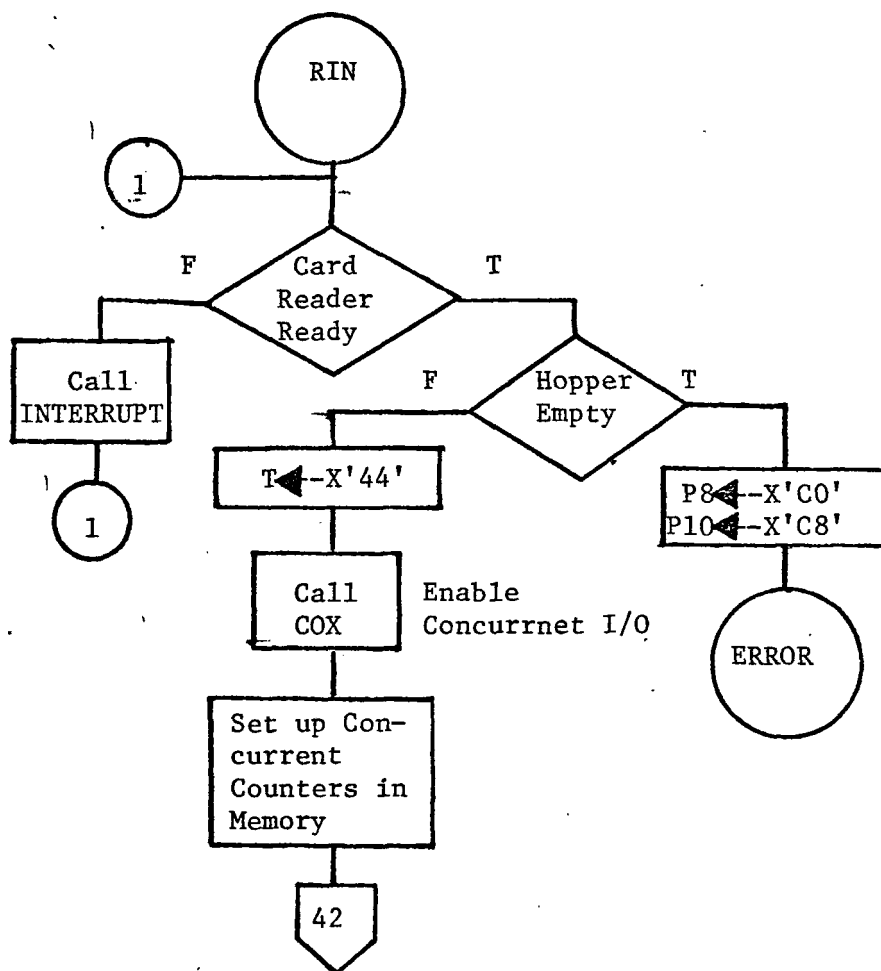 RIN
1
F
Card
Reader
Ready
T
Call
INTERRUPT
1
F
Hopper
Empty
T
T◄--X'44'
P8◄--X'C0'
P10◄--X'C8'
Call
COX
Enable
Concurrnet I/O
ERROR
Set up Con-
current
Counters in
Memory
42